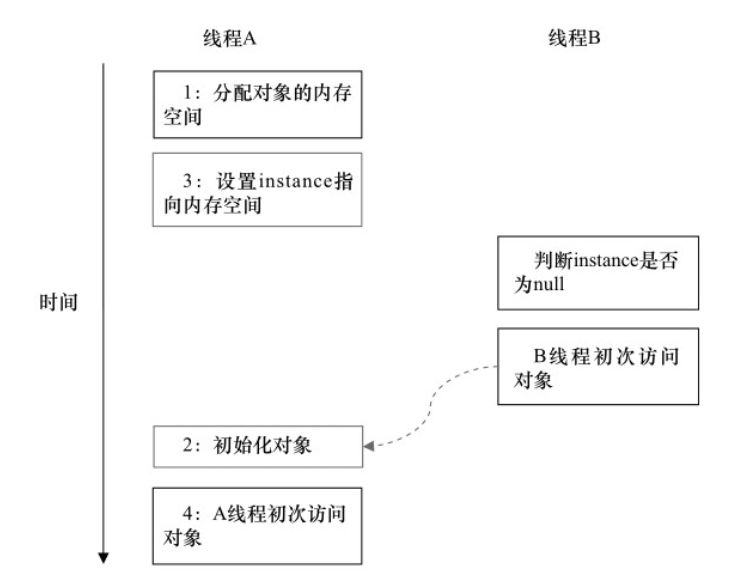 线程A
线程B
1：分配对象的内存
空间
3：设置instance指
向内存空间
判断instance是否
为null
时间
B线程初次访问
对象
2：初始化对象
4：A线程初次访问
对象